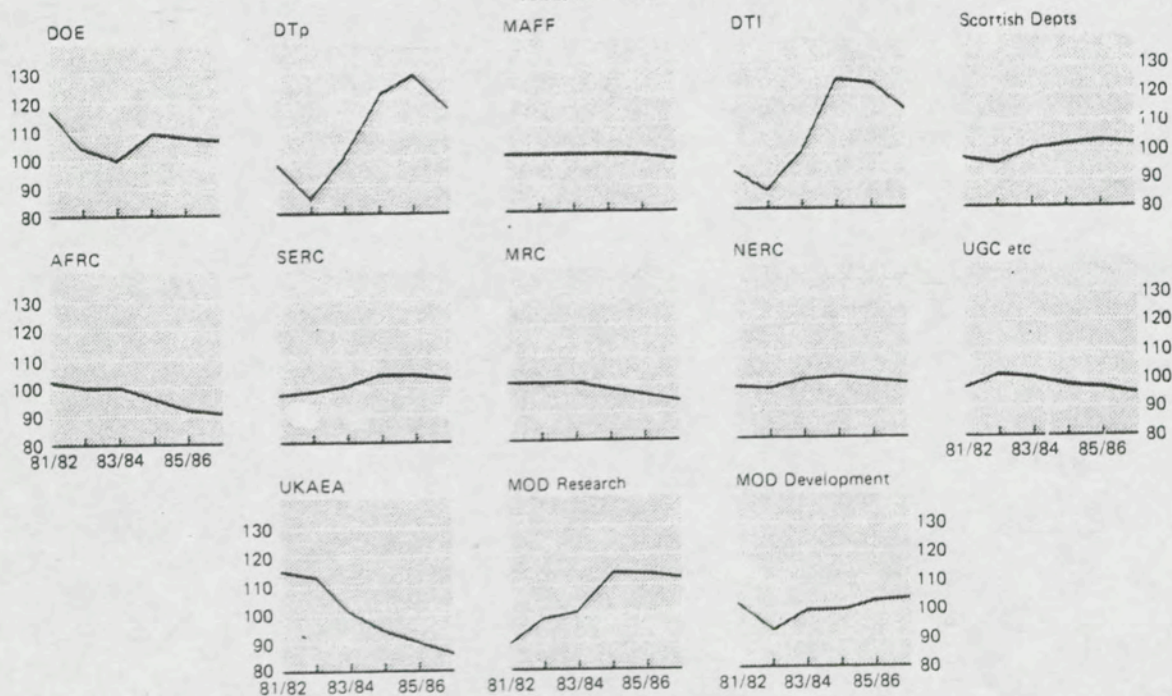 DOE
DTp
MAFF
DTI
Scottish Depts
130
120
110
100
90
80
130
120
110
100
90
80
AFRC
SERC
MRC
NERC
UGC etc
130
120
110
100
90
80
130
120
110
100
90
80
81/82 83/84 85/86
81/82 83/84 85/86
UKAEA
MOD Research
MOD Development
130
120
110
100
90
80
130
120
110
100
90
80
81/82 83/84 85/86
81/82 83/84 85/86
81/82 83/84 85/86